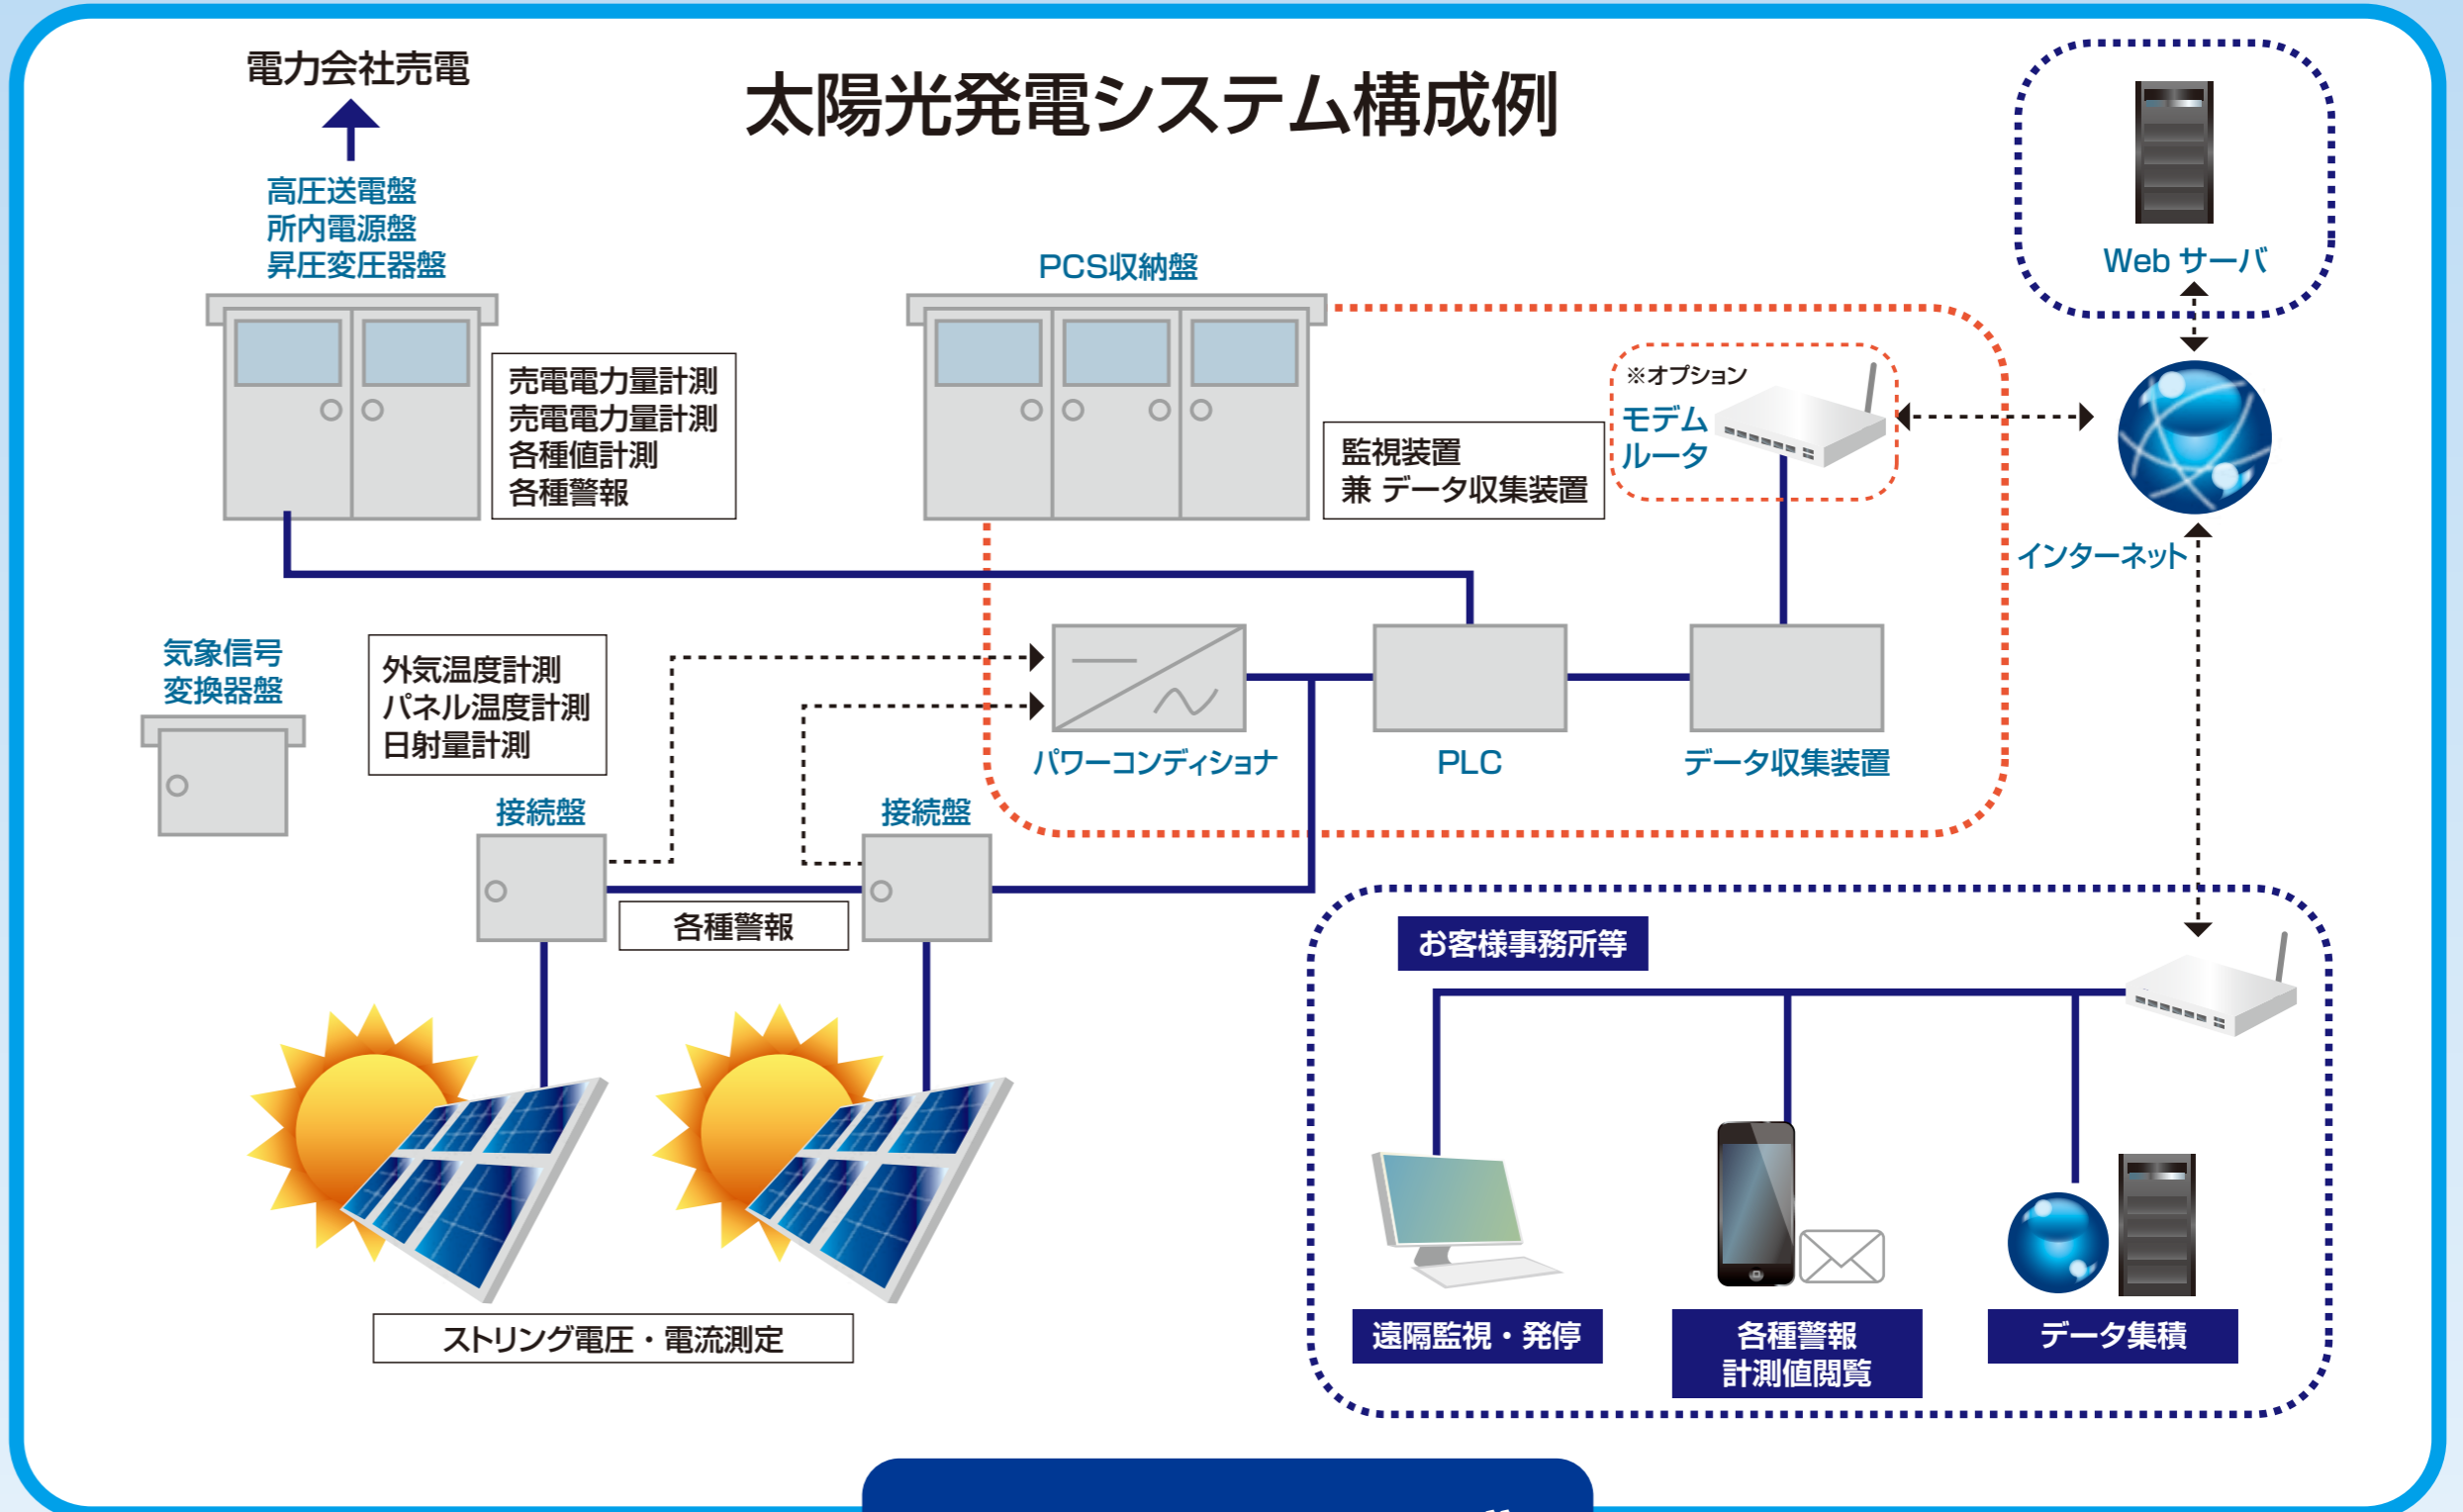 電力会社売電
太陽光発電システム構成例
高圧送電盤
所内電源盤
昇圧変圧器盤
PCS収納盤
Web サーバ
売電電力量計測
売電電力量計測
各種値計測
各種警報
監視装置
兼 データ収集装置
※オプション
モデム
ルータ
インターネット
気象信号
変換器盤
外気温度計測
パネル温度計測
日射量計測
パワーコンディショナ
PLC
データ収集装置
接続盤
接続盤
各種警報
お客様事務所等
ストリング電圧・電流測定
遠隔監視・発停
各種警報
計測値閲覧
データ集積